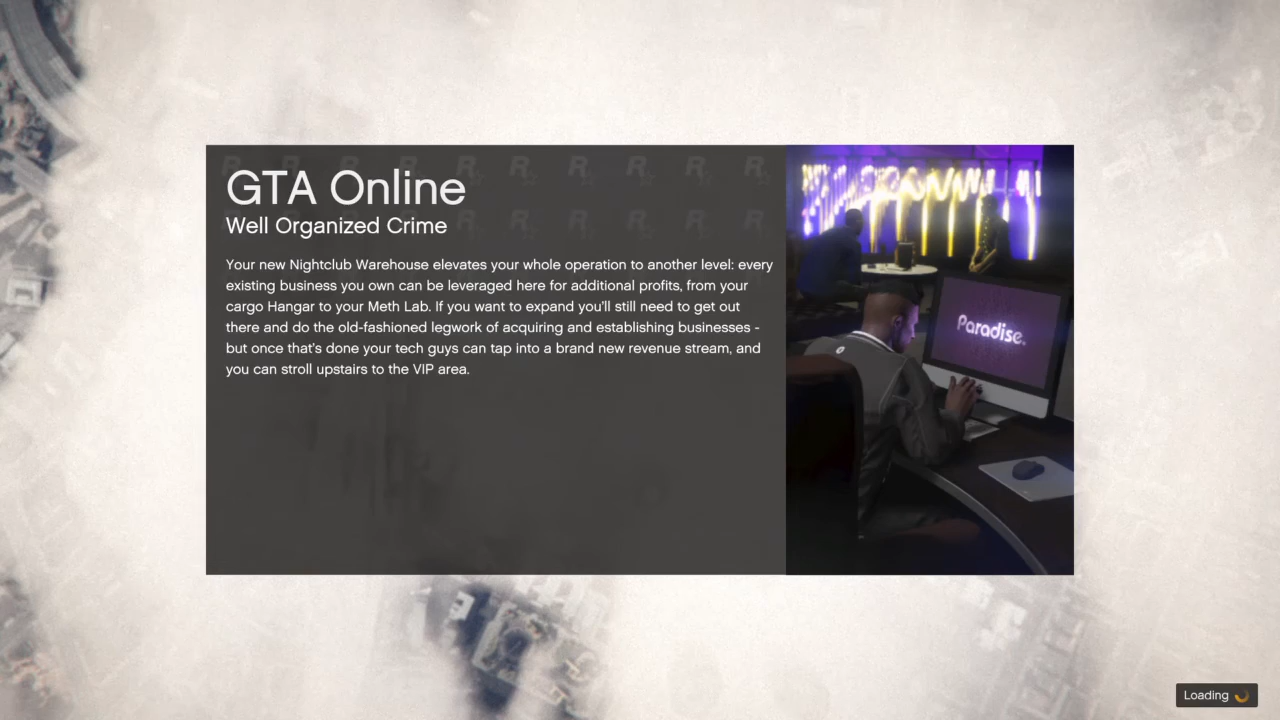 GTA Online
Well Organized Crime
Your new Nightclub Warehouse elevates your whole operation to another level: every
existing business you own can be leveraged here for additional profits, from your
cargo Hangar to your Meth Lab. If you want to expand you'll still need to get out
there and do the old-fashioned legwork of acquiring and establishing businesses -
but once that's done your tech guys can tap into a brand new revenue stream, and
you can stroll upstairs to the VIP area.
Paradise.
Loading